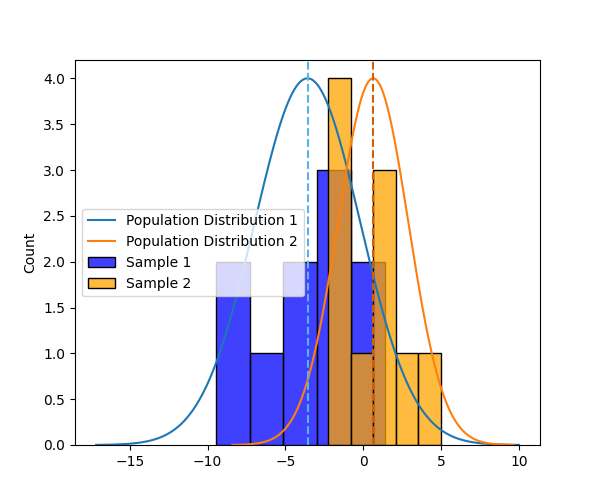 4.0
3.5
3.0
2.5
2.0
1.5
1.0
0.5
0.0
Count
Population Distribution 1
Population Distribution 2
Sample 1
Sample 2
−15 −10 −5 0 5 10